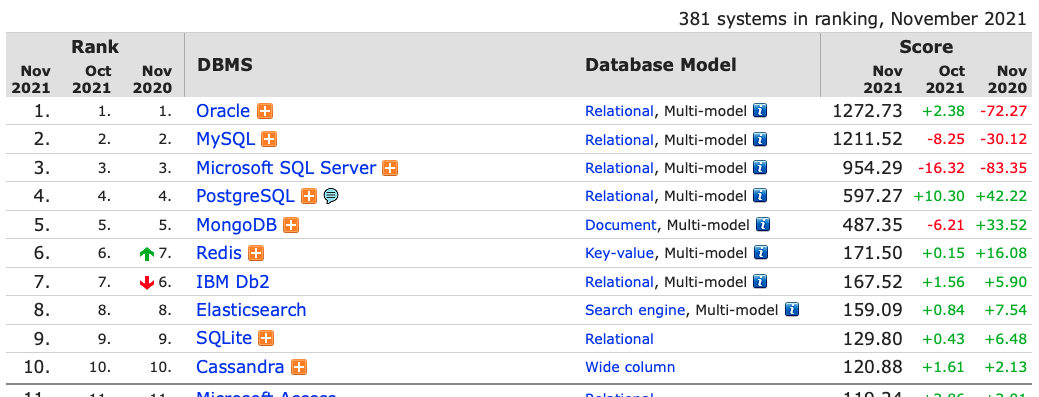 381 systems in ranking, November 2021
Rank DBMS Database Model Score
Nov 2021 Oct 2021 Nov 2020 Nov 2021 Oct 2021 Nov 2020
1. 1. 1. Oracle Relational, Multi-model 1272.73 +2.38 -72.27
2. 2. 2. MySQL Relational, Multi-model 1211.52 -8.25 -30.12
3. 3. 3. Microsoft SQL Server Relational, Multi-model 954.29 -16.32 -83.35
4. 4. 4. PostgreSQL Relational, Multi-model 597.27 +10.30 +42.22
5. 5. 5. MongoDB Document, Multi-model 487.35 -6.21 +33.52
6. 6. 7. Redis Key-value, Multi-model 171.50 +0.15 +16.08
7. 7. 6. IBM Db2 Relational, Multi-model 167.52 +1.56 +5.90
8. 8. 8. Elasticsearch Search engine, Multi-model 159.09 +0.84 +7.54
9. 9. 9. SQLite Relational 129.80 +0.43 +6.48
10. 10. 10. Cassandra Wide column 120.88 +1.61 +2.13
11. 11. 11. Microsoft Access Relational